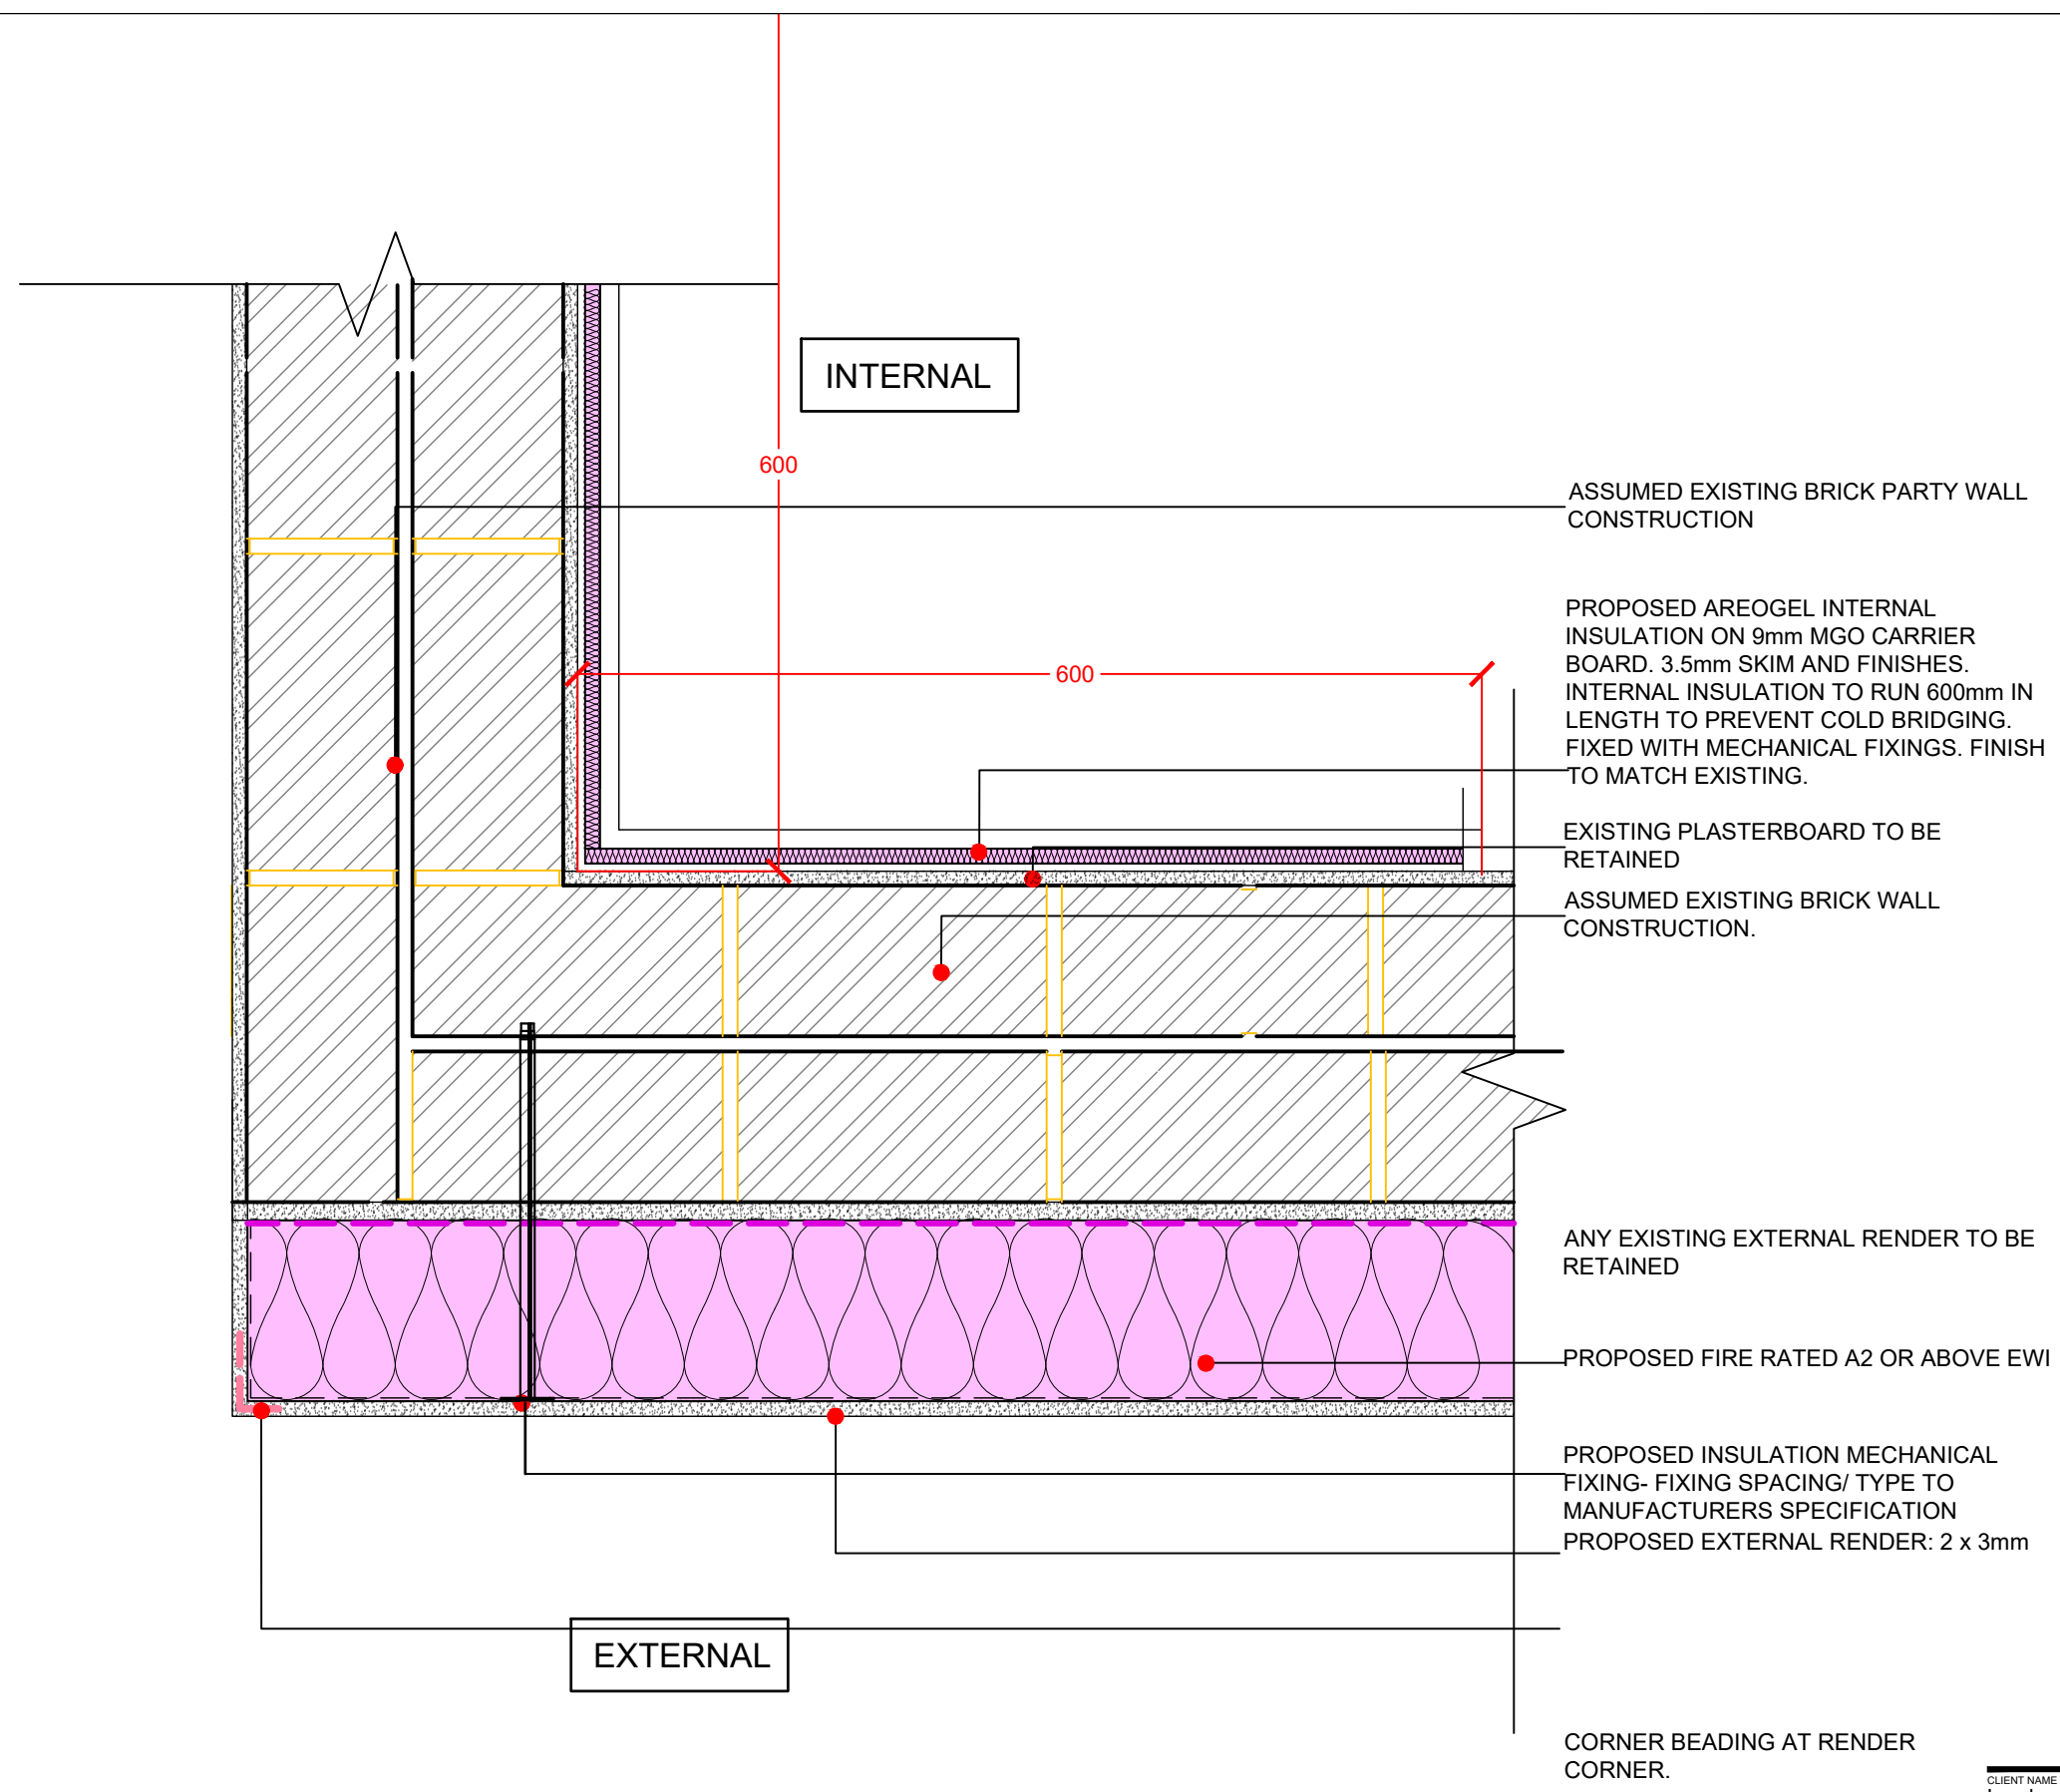 INTERNAL
600
ASSUMED EXISTING BRICK PARTY WALL
CONSTRUCTION
PROPOSED AREOGEL INTERNAL
INSULATION ON 9mm MGO CARRIER
BOARD. 3.5mm SKIM AND FINISHES.
INTERNAL INSULATION TO RUN 600mm IN
LENGTH TO PREVENT COLD BRIDGING.
FIXED WITH MECHANICAL FIXINGS. FINISH
TO MATCH EXISTING.
600
EXISTING PLASTERBOARD TO BE
RETAINED
ASSUMED EXISTING BRICK WALL
CONSTRUCTION.
ANY EXISTING EXTERNAL RENDER TO BE
RETAINED
PROPOSED FIRE RATED A2 OR ABOVE EWI
PROPOSED INSULATION MECHANICAL
FIXING- FIXING SPACING/ TYPE TO
MANUFACTURERS SPECIFICATION
PROPOSED EXTERNAL RENDER: 2 x 3mm
EXTERNAL
CORNER BEADING AT RENDER
CORNER.
CLIENT NAME